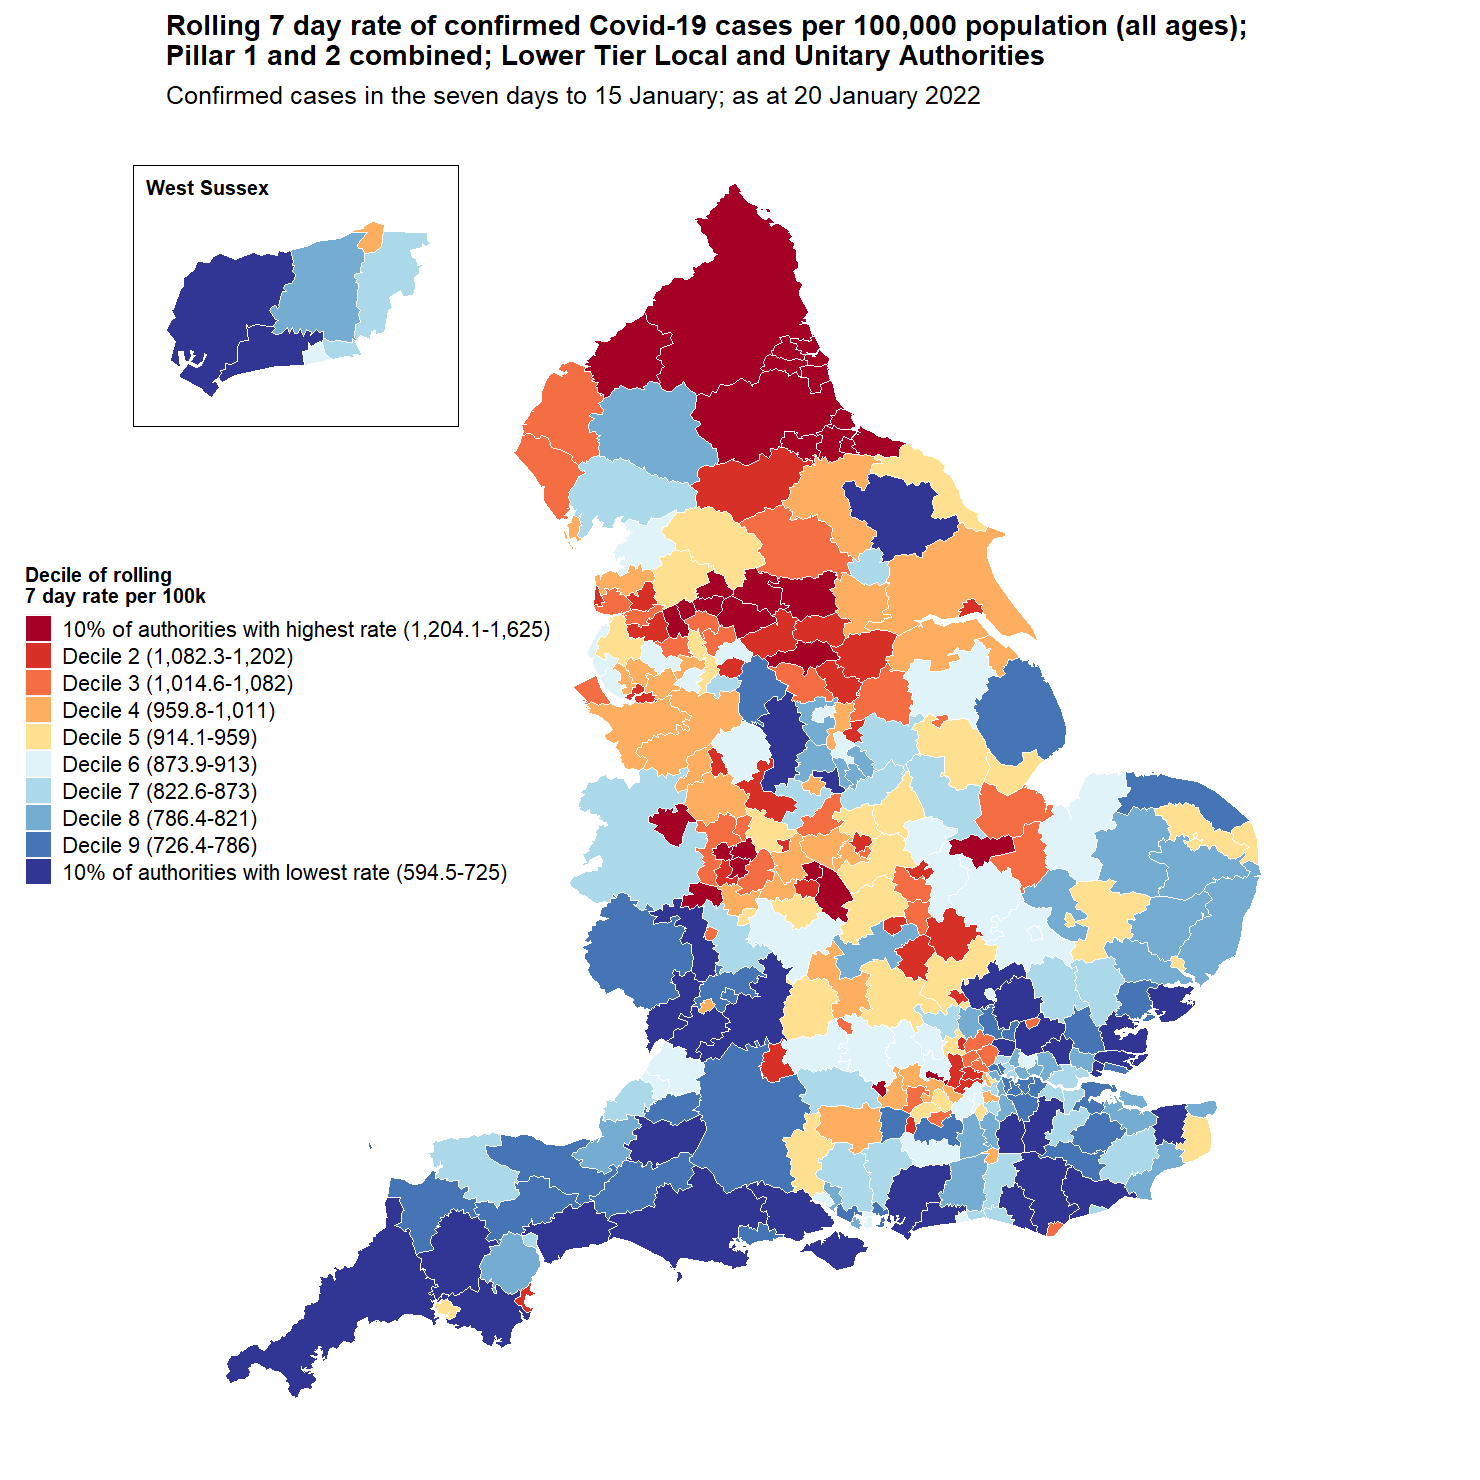 Rolling 7 day rate of confirmed Covid-19 cases per 100,000 population (all ages);
Pillar 1 and 2 combined; Lower Tier Local and Unitary Authorities
Confirmed cases in the seven days to 15 January; as at 20 January 2022
West Sussex
Decile of rolling
7 day rate per 100k
10% of authorities with highest rate (1,204.1-1,625)
Decile 2 (1,082.3-1,202)
Decile 3 (1,014.6-1,082)
Decile 4 (959.8-1,011)
Decile 5 (914.1-959)
Decile 6 (873.9-913)
Decile 7 (822.6-873)
Decile 8 (786.4-821)
Decile 9 (726.4-786)
10% of authorities with lowest rate (594.5-725)